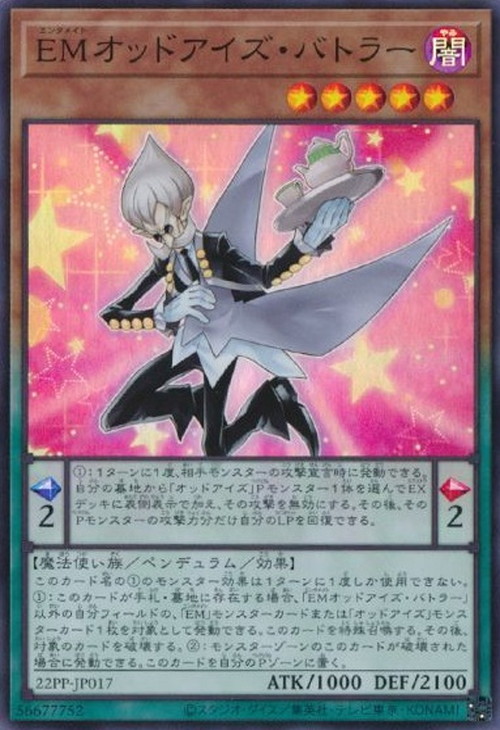 エンタメイト
EMオッドアイズ・バトラー
やみ
闇
①:1ターンに1度、相手モンスターの攻撃宣言時に発動できる。
自分の墓地から「オッドアイズ」Pモンスター1体を選んでEX
デッキに表側表示で加え、その攻撃を無効にする。その後、その
Pモンスターの攻撃力分だけ自分のLPを回復できる。
2
2
【魔法使い族/ペンデュラム/効果】
このカード名の①のモンスター効果は1ターンに1度しか使用できない。
①:このカードが手札・墓地に存在する場合、「EMオッドアイズ・バトラー」
以外の自分フィールドの、「EM」モンスターカードまたは「オッドアイズ」モンス
ターカード1枚を対象として発動できる。このカードを特殊召喚する。その後、
対象のカードを破壊する。②:モンスターゾーンのこのカードが破壊された
場合に発動できる。このカードを自分のPゾーンに置く。
22PP-JP017
ATK/1000 DEF/2100
56677752
©スタジオ・ダイス/集英社・テレビ東京・KONAMI